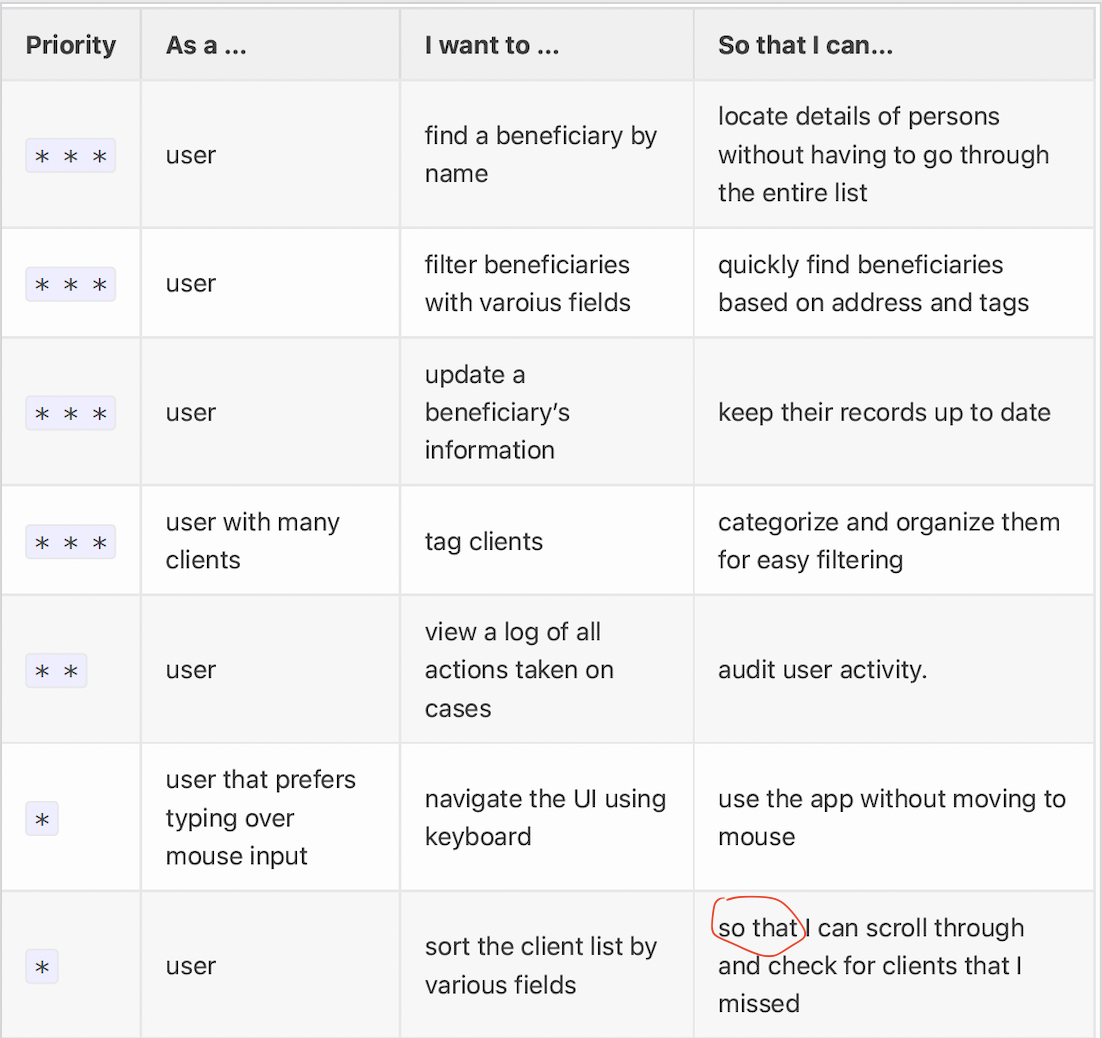 Priority As a ... I want to ... So that I can...
* * * user find a beneficiary by name locate details of persons without having to go through the entire list
* * * user filter beneficiaries with varoius fields quickly find beneficiaries based on address and tags
* * * user update a beneficiary’s information keep their records up to date
* * * user with many clients tag clients categorize and organize them for easy filtering
* * user view a log of all actions taken on cases audit user activity.
* user that prefers typing over mouse input navigate the UI using keyboard use the app without moving to mouse
* user sort the client list by various fields so that I can scroll through and check for clients that I missed